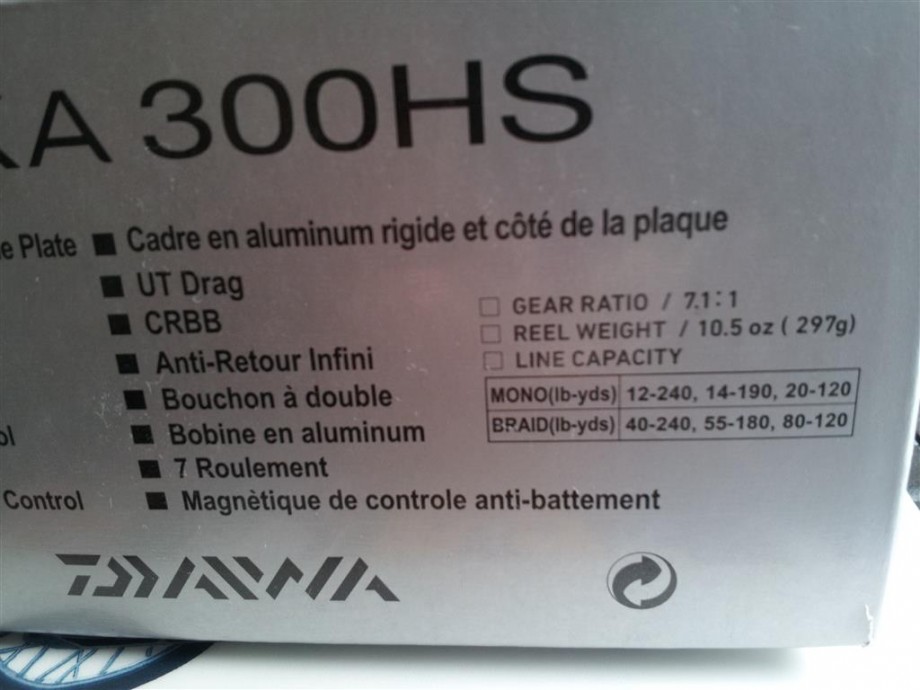 KA 300HS
e Plate ■ Cadre en aluminum rigide et côté de la plaque
■ UT Drag
■ CRBB
■ Anti-Retour Infini
■ Bouchon à double
ol ■ Bobine en aluminum
■ 7 Roulement
Control ■ Magnètique de controle anti-battement
□ GEAR RATIO / 7.1:1
□ REEL WEIGHT / 10.5 oz ( 297g)
□ LINE CAPACITY
MONO(lb-yds) 12-240, 14-190, 20-120
BRAID(lb-yds) 40-240, 55-180, 80-120
DAIWA